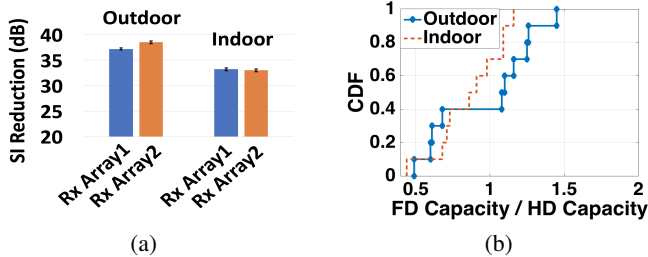 SI Reduction (dB)
40
35
30
25
20
Outdoor
Indoor
Rx Array1
Rx Array2
Rx Array1
Rx Array2
(a)
CDF
1
0.8
0.6
0.4
0.2
0
Outdoor
Indoor
0.5
1
1.5
2
FD Capacity / HD Capacity
(b)